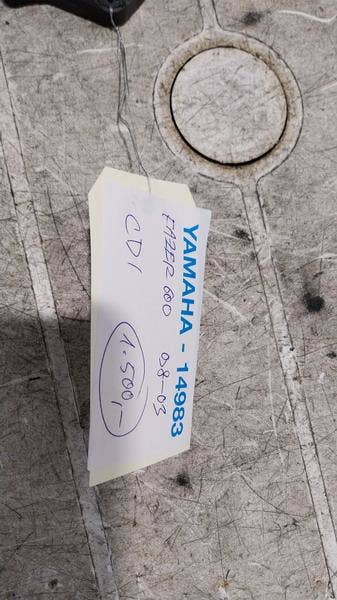 YAMAHA - 14983
FAZER 600 98-03
CDI
1.500,-